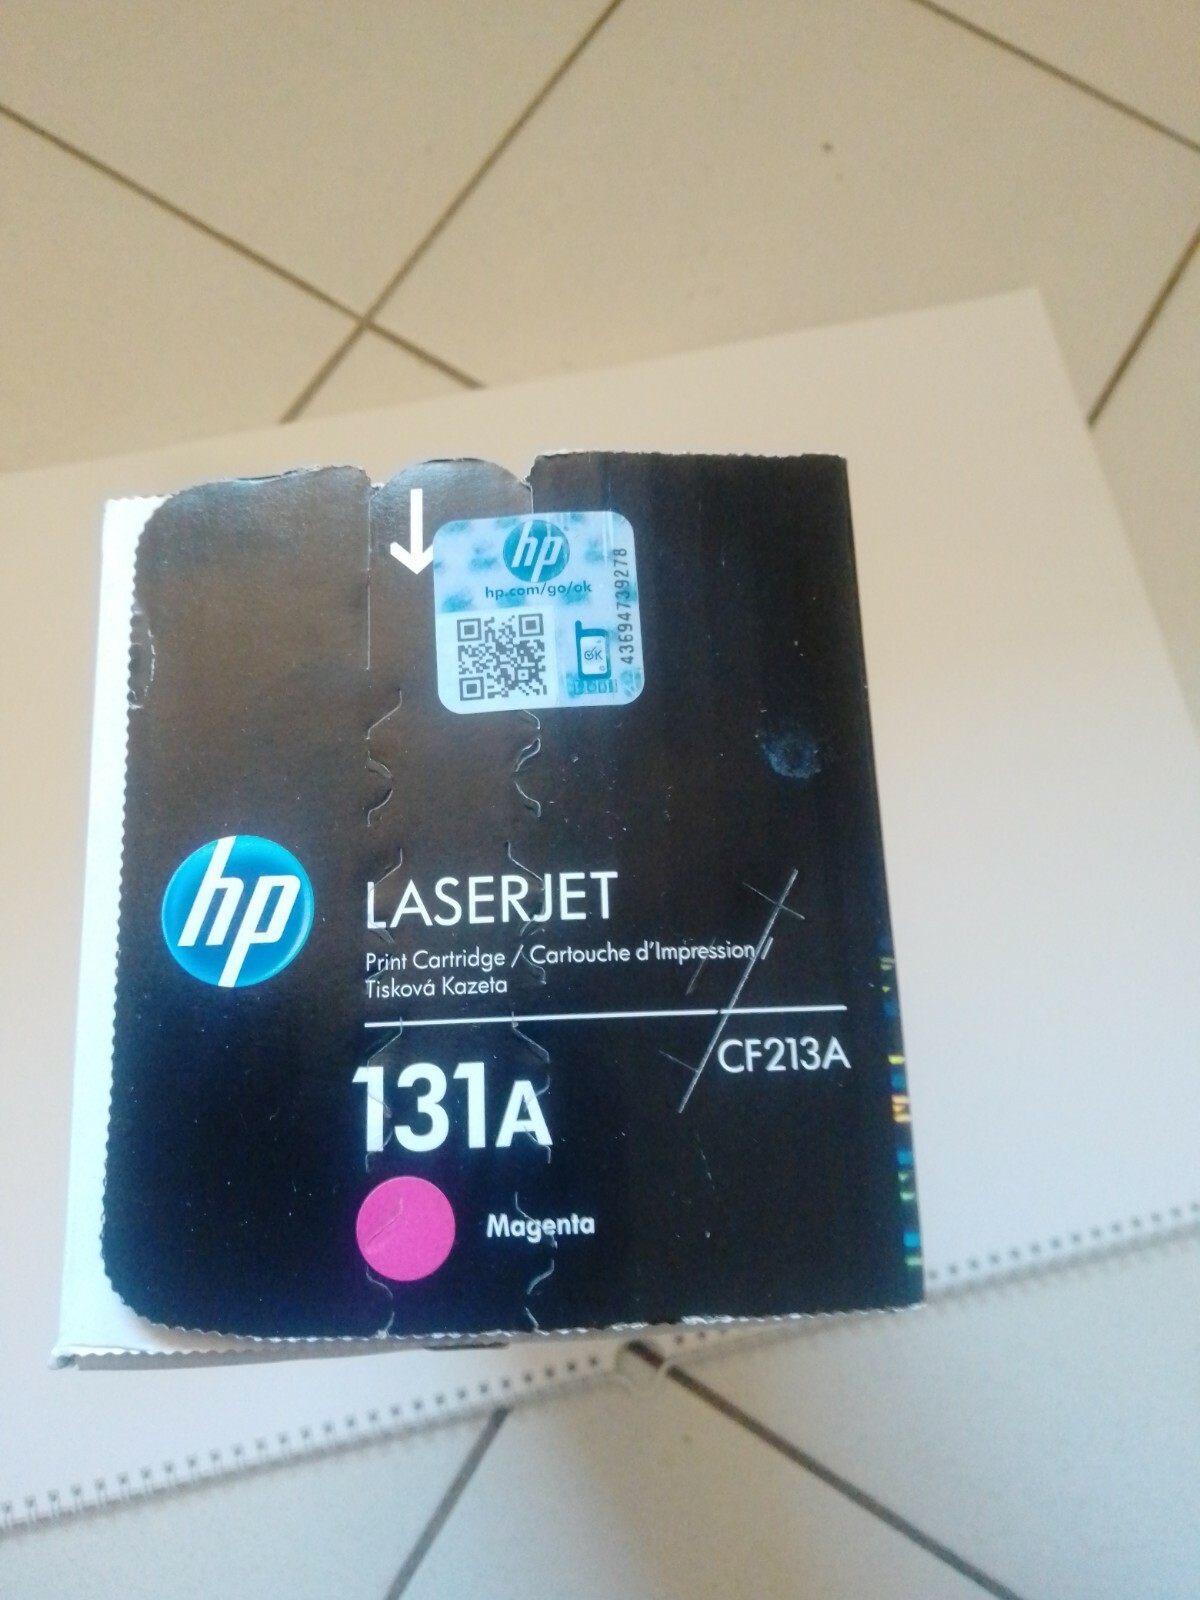 hp
hp.com/go/ok
43694739278
OK
hp
LASERJET
Print Cartridge / Cartouche d'Impression /
Tisková Kazeta
CF213A
131A
Magenta